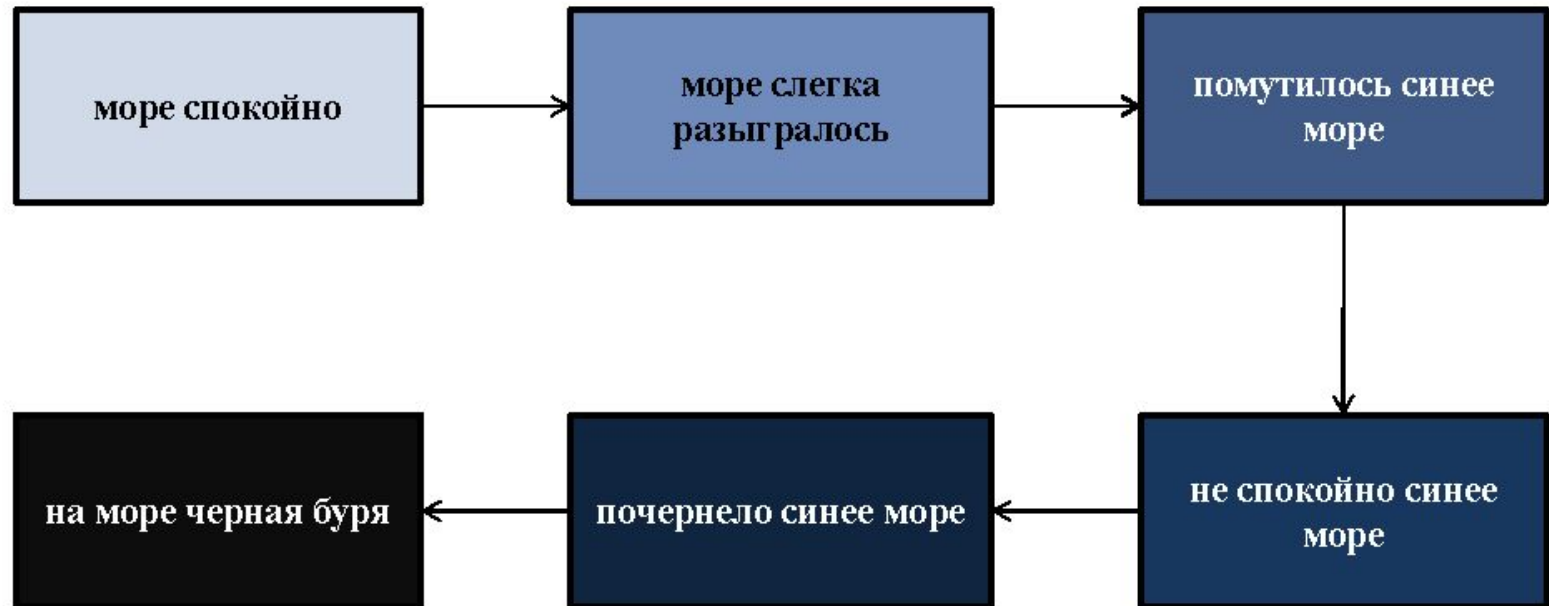 море спокойно
море слегка
разыгралось
помутилось синее
море
не спокойно синее
море
почернело синее море
на море черная буря